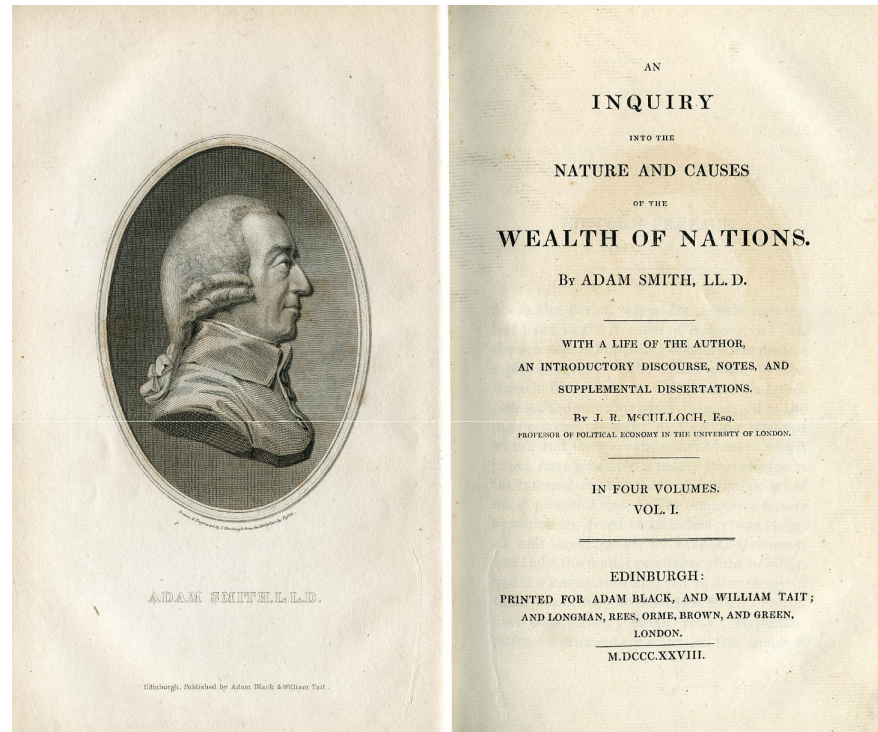 ADAM SMITH, LL.D.
Edinburgh, Published by Adam Black & William Tait.
AN
INQUIRY
INTO THE
NATURE AND CAUSES
OF THE
WEALTH OF NATIONS.
By ADAM SMITH, LL. D.
WITH A LIFE OF THE AUTHOR,
AN INTRODUCTORY DISCOURSE, NOTES, AND
SUPPLEMENTAL DISSERTATIONS.
By J. R. McCULLOCH, Esq.
PROFESSOR OF POLITICAL ECONOMY IN THE UNIVERSITY OF LONDON.
IN FOUR VOLUMES.
VOL. I.
EDINBURGH:
PRINTED FOR ADAM BLACK, AND WILLIAM TAIT;
AND LONGMAN, REES, ORME, BROWN, AND GREEN,
LONDON.
M.DCCC.XXVIII.